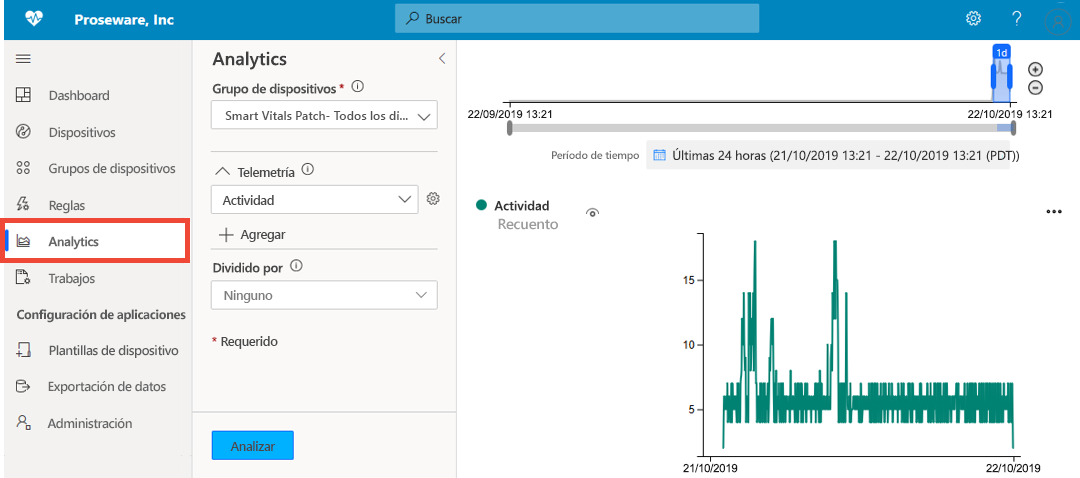 Proseware, Inc
Buscar
Dashboard
Dispositivos
Grupos de dispositivos
Reglas
Analytics
Trabajos
Configuración de aplicaciones
Plantillas de dispositivo
Exportación de datos
Administración
Analytics
Grupo de dispositivos *
Smart Vitals Patch- Todos los di...
Telemetría
Actividad
Agregar
Dividido por
Ninguno
* Requerido
Analizar
1d
22/09/2019 13:21
22/10/2019 13:21
Período de tiempo
Últimas 24 horas (21/10/2019 13:21 - 22/10/2019 13:21 (PDT))
Actividad
Recuento
15
10
5
21/10/2019
22/10/2019